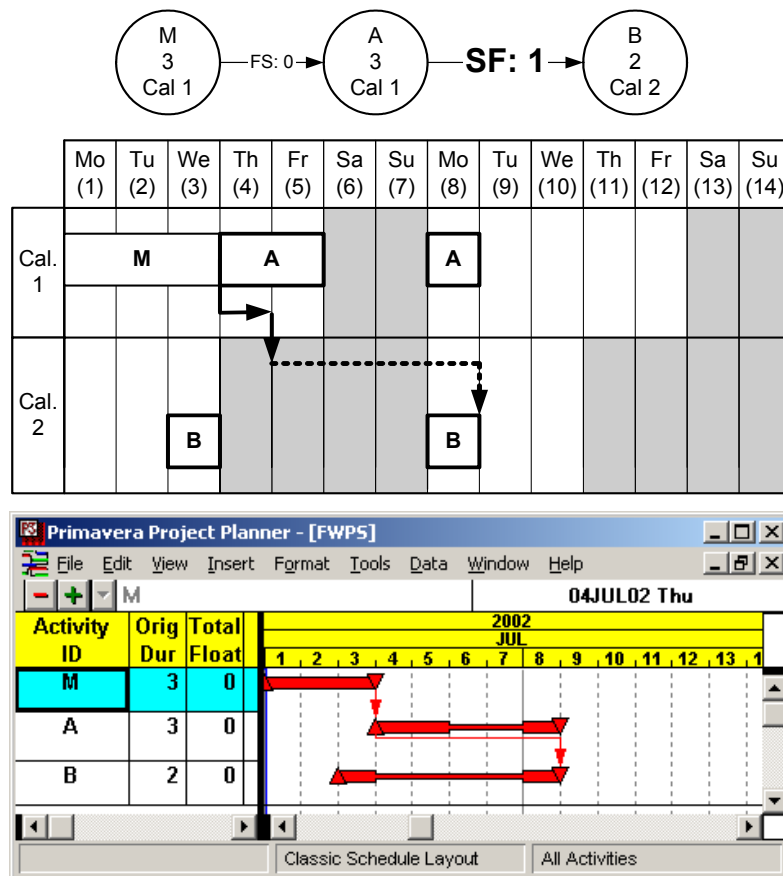 M
3
Cal 1
FS: 0
A
3
Cal 1
SF: 1
B
2
Cal 2
Mo Tu We Th Fr Sa Su Mo Tu We Th Fr Sa Su
(1) (2) (3) (4) (5) (6) (7) (8) (9) (10) (11) (12) (13) (14)
Cal. 1
M A A
Cal. 2
B B
Primavera Project Planner - [FWPS]
File Edit View Insert Format Tools Data Window Help
M 04JUL02 Thu
Activity Orig Total 2002
JUL
ID Dur Float 1 2 3 4 5 6 7 8 9 10 11 12 13 1
M 3 0
A 3 0
B 2 0
Classic Schedule Layout All Activities